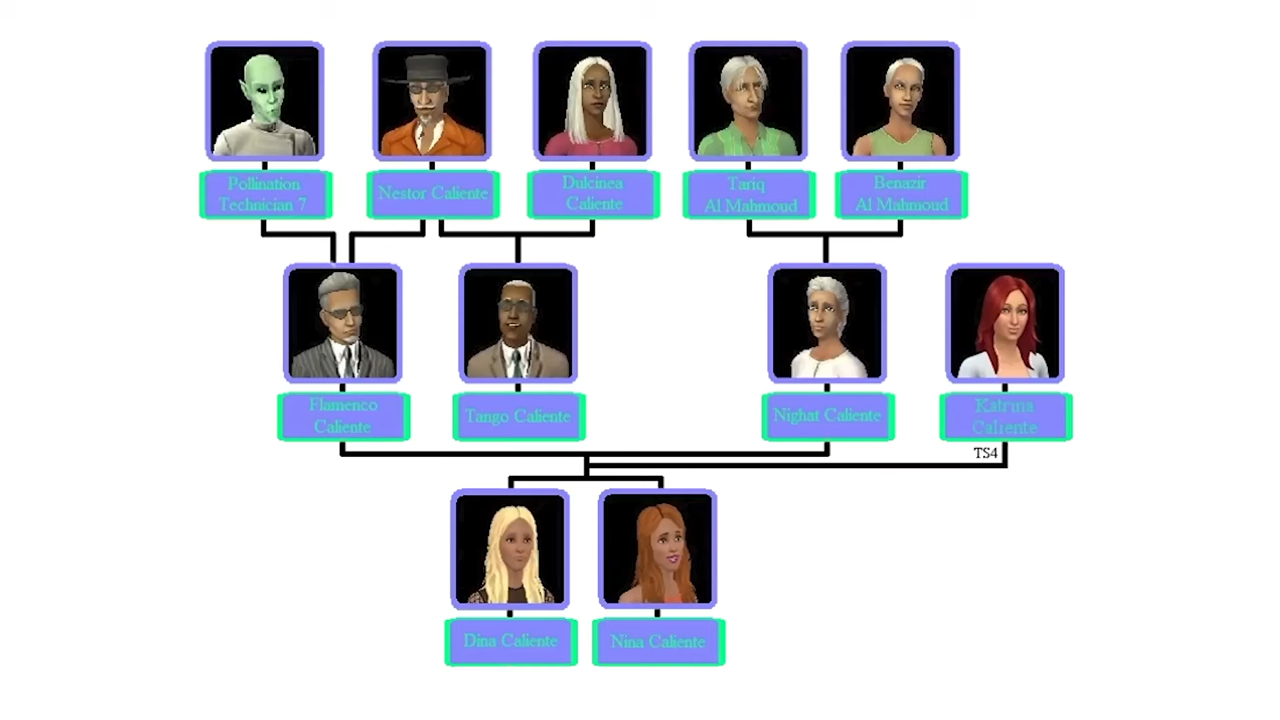 Pollination
Technician 7
Nestor Caliente
Dulcinea
Caliente
Tariq
Al Mahmoud
Benazir
Al Mahmoud
Flamenco
Caliente
Tango Caliente
Nighat Caliente
Katrina
Caliente
TS4
Dina Caliente
Nina Caliente